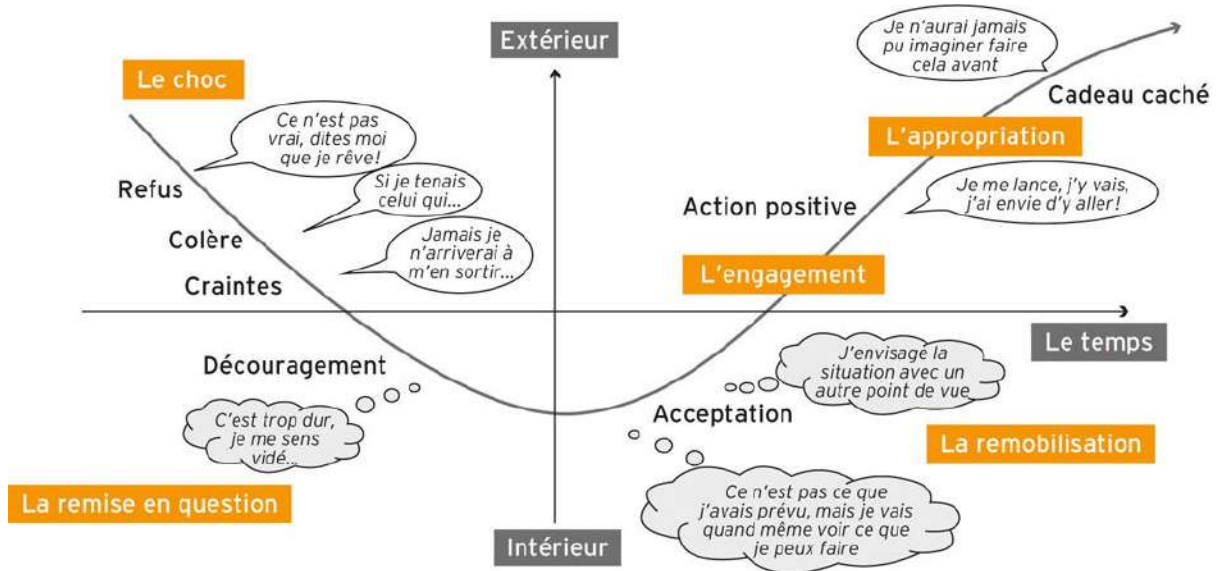 Extérieur
Le choc
Ce n'est pas
vrai, dites moi
que je rêve!
Refus
Si je tenais
celui qui...
Colère
Jamais je
n'arriverai à
m'en sortir...
Craintes
Découragement
C'est trop dur,
je me sens
vidé...
La remise en question
Intérieur
Je n'aurai jamais
pu imaginer faire
cela avant
Cadeau caché
L'appropriation
Je me lance, j'y vais,
j'ai envie d'y aller!
Action positive
L'engagement
Le temps
J'envisage la
situation avec un
autre point de vue
Acceptation
La remobilisation
Ce n'est pas ce que
j'avais prévu, mais je vais
quand même voir ce que
je peux faire